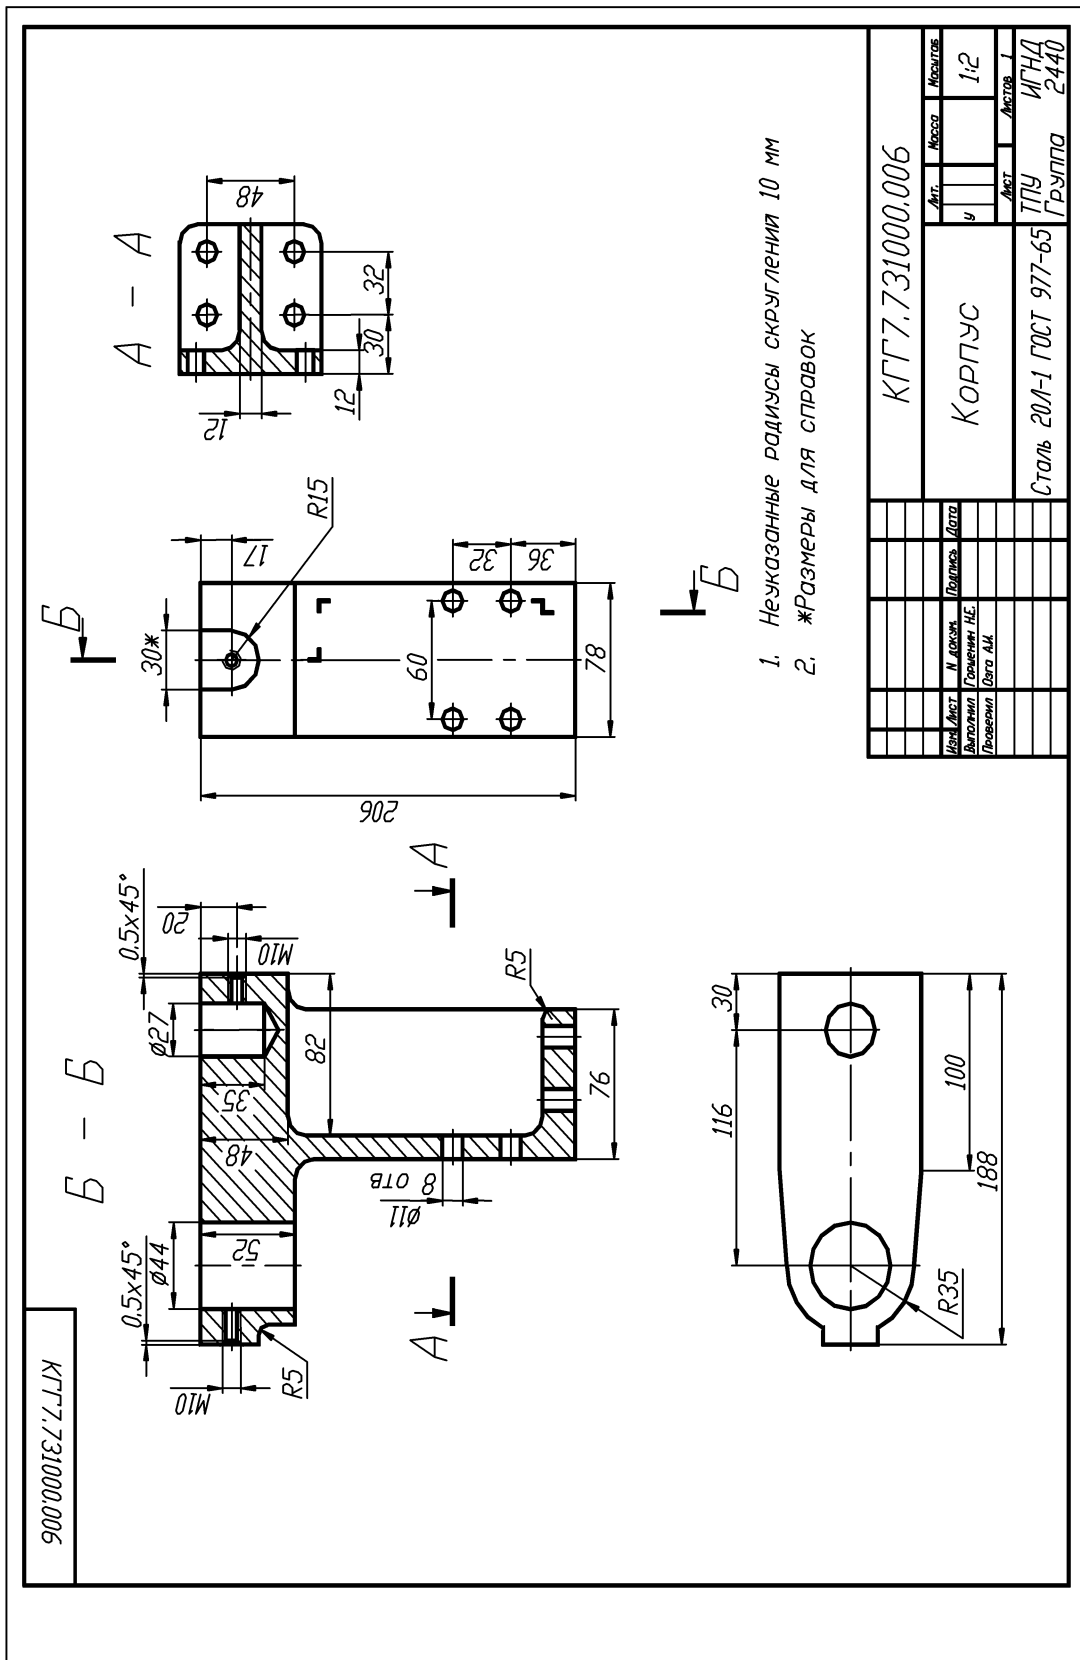 КГГ7.731000.006
Б - Б
0.5x45°
ø44
52
М10
R5
48
35
ø27
0.5x45°
20
М10
82
R5
76
ø11
8 отв
А
А
Б
30*
17
R15
206
60
32
36
78
Б
А - А
12
12
30
32
48
116
30
100
188
R35
1. Неуказанные радиусы скруглений 10 мм
2. *Размеры для справок
КГГ7.731000.006
Корпус
Сталь 20Л-1 ГОСТ 977-65
Лит. Масса Масштаб
у 1:2
Лист Листов 1
ТПУ ИГНД
Группа 2440
Изм. Лист N докум. Подпись Дата
Выполнил Горшенин Н.Е.
Проверил Озга А.И.